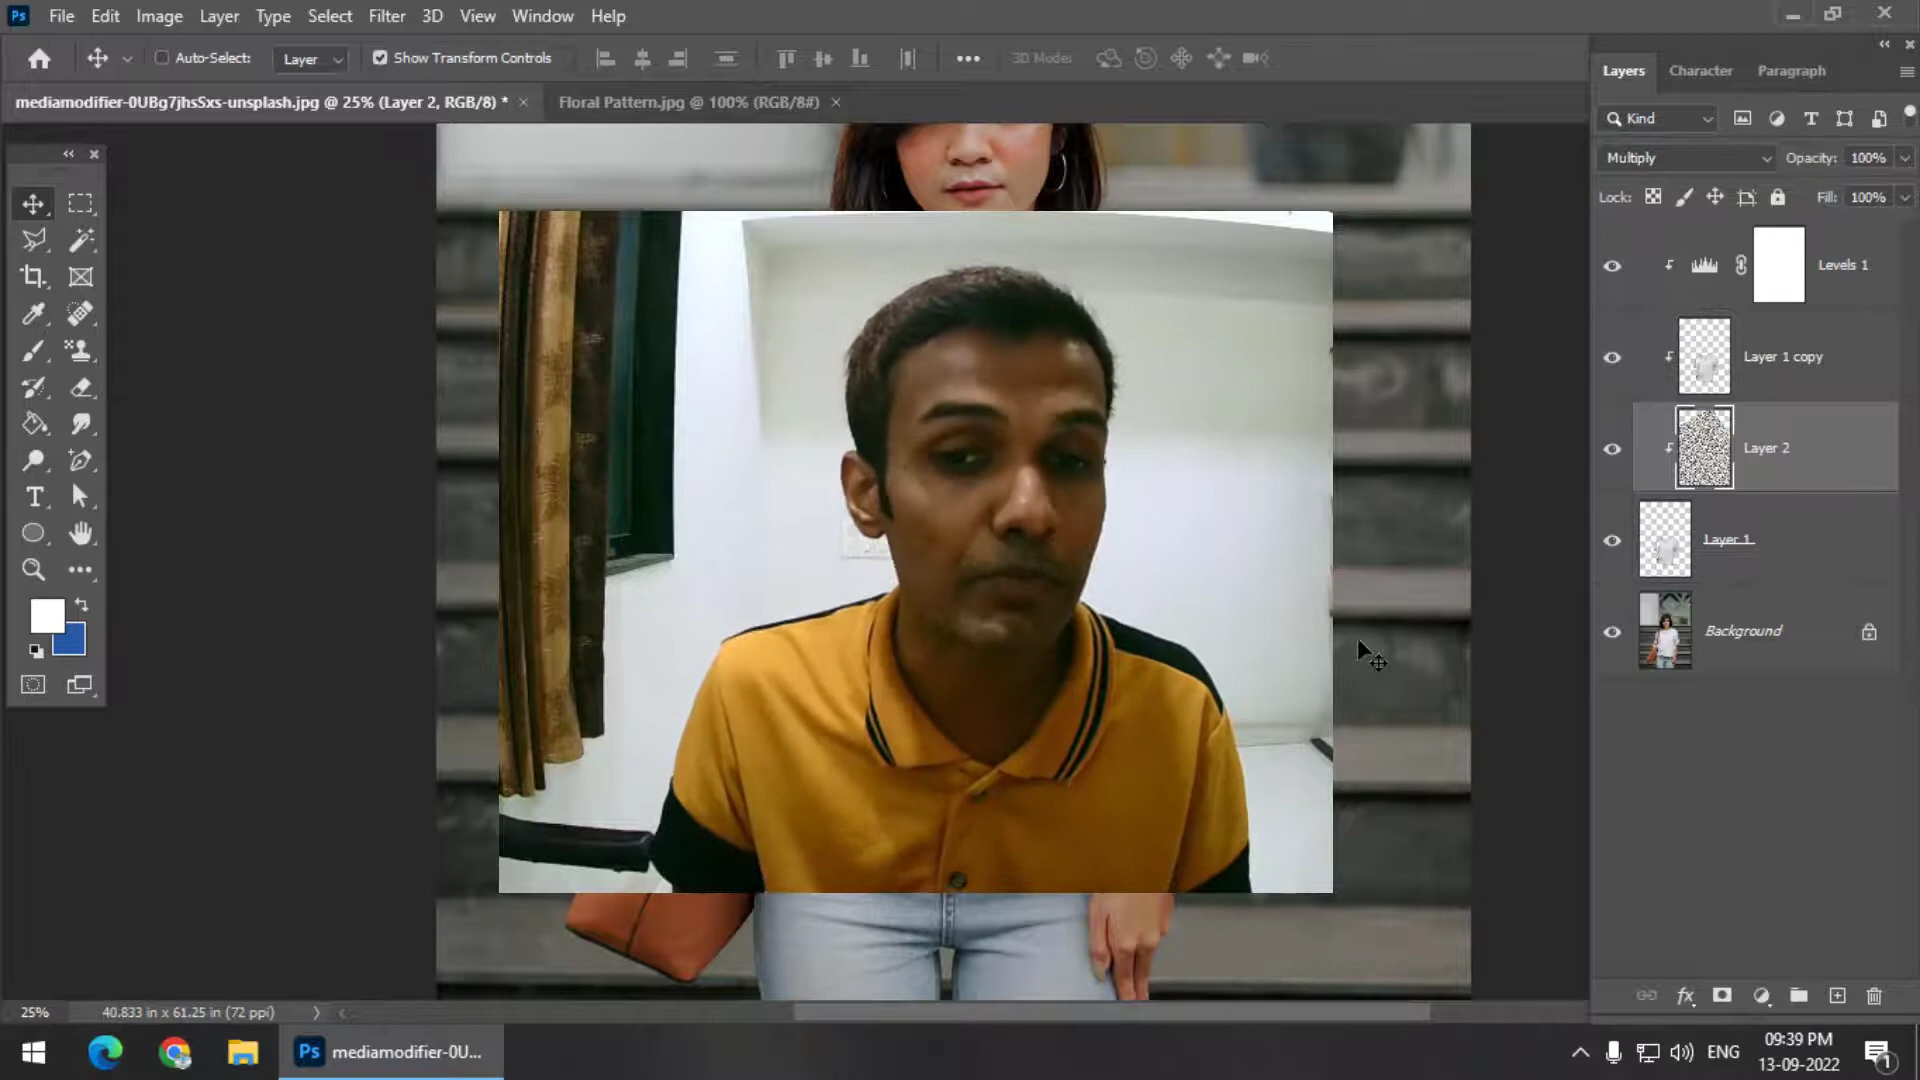 Ps File Edit Image Layer Type Select Filter 3D View Window Help
Auto-Select: Layer Show Transform Controls 3D Mode:
mediamodifier-0UBg7jhsSxs-unsplash.jpg @ 25% (Layer 2, RGB/8) * Floral Pattern.jpg @ 100% (RGB/8#)
Layers Character Paragraph
Kind
Multiply Opacity: 100%
Lock: Fill: 100%
Levels 1
Layer 1 copy
Layer 2
Layer 1
Background
25% 40.833 in x 61.25 in (72 ppi)
Ps mediamodifier-0U...
ENG
09:39 PM
13-09-2022
1